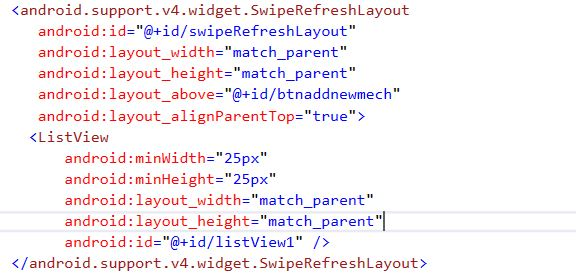 <android.support.v4.widget.SwipeRefreshLayout
android:id="@+id/swipeRefreshLayout"
android:layout_width="match_parent"
android:layout_height="match_parent"
android:layout_above="@+id/btnaddnewmech"
android:layout_alignParentTop="true">
<ListView
android:minWidth="25px"
android:minHeight="25px"
android:layout_width="match_parent"
android:layout_height="match_parent"
android:id="@+id/listView1" />
</android.support.v4.widget.SwipeRefreshLayout>